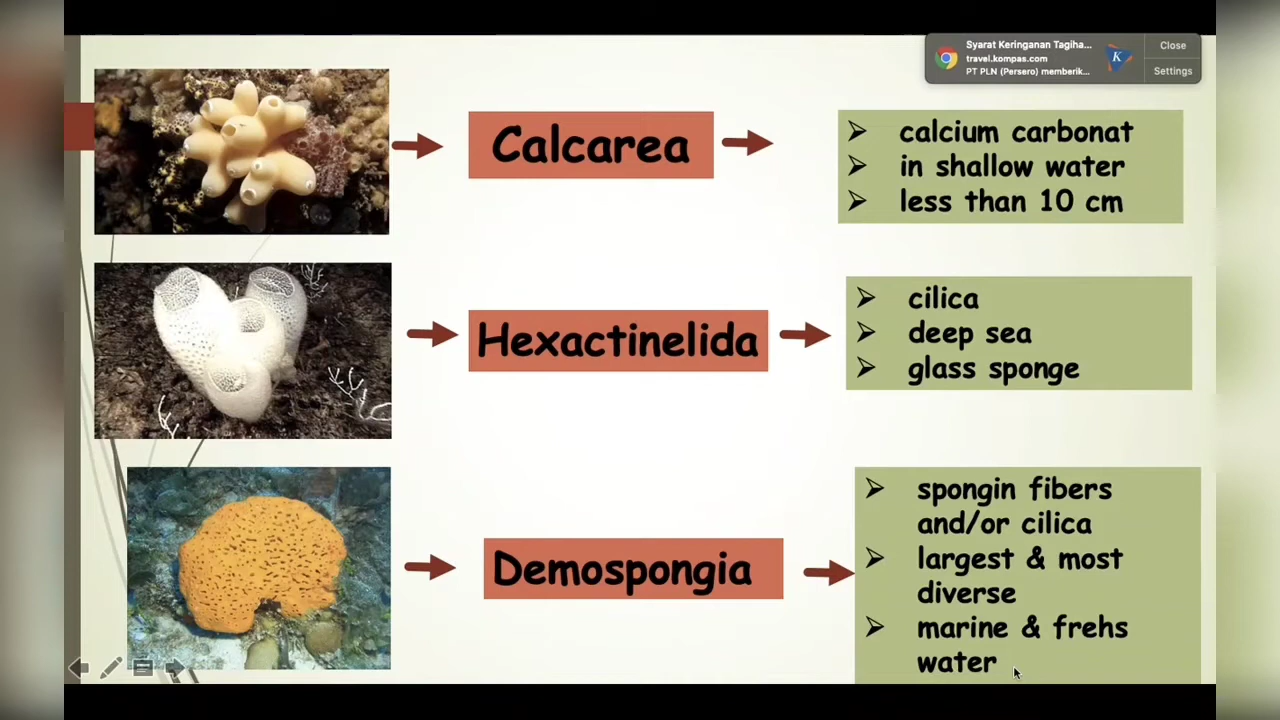 Syarat Keringanan Tagiha...
travel.kompas.com
PT PLN (Persero) memberik...
K
Close
Settings
Calcarea
➢ calcium carbonat
➢ in shallow water
➢ less than 10 cm
Hexactinelida
➢ cilica
➢ deep sea
➢ glass sponge
Demospongia
➢ spongin fibers
and/or cilica
➢ largest & most
diverse
➢ marine & frehs
water